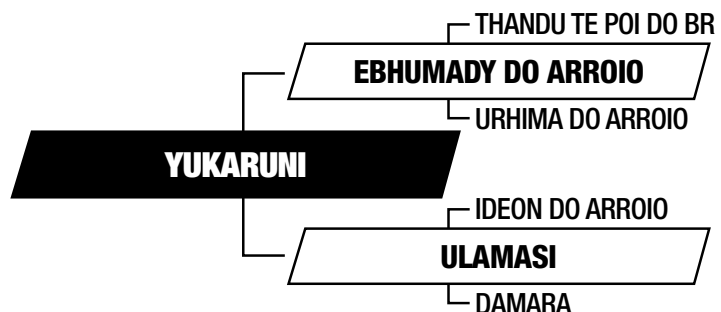 THANDU TE POI DO BR
EBHUMADY DO ARROIO
URHIMA DO ARROIO
YUKARUNI
IDEON DO ARROIO
ULAMASI
DAMARA